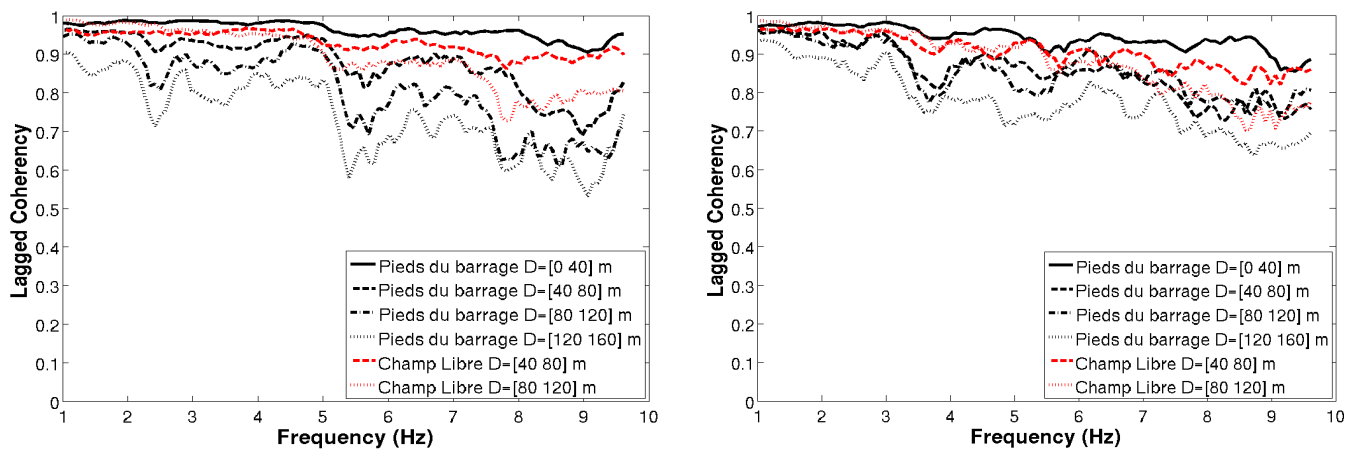 Lagged Coherency
1
0.9
0.8
0.7
0.6
0.5
0.4
0.3
0.2
0.1
0
Pieds du barrage D=[0 40] m
Pieds du barrage D=[40 80] m
Pieds du barrage D=[80 120] m
Pieds du barrage D=[120 160] m
Champ Libre D=[40 80] m
Champ Libre D=[80 120] m
1 2 3 4 5 6 7 8 9 10
Frequency (Hz)
Lagged Coherency
1
0.9
0.8
0.7
0.6
0.5
0.4
0.3
0.2
0.1
0
Pieds du barrage D=[0 40] m
Pieds du barrage D=[40 80] m
Pieds du barrage D=[80 120] m
Pieds du barrage D=[120 160] m
Champ Libre D=[40 80] m
Champ Libre D=[80 120] m
1 2 3 4 5 6 7 8 9 10
Frequency (Hz)